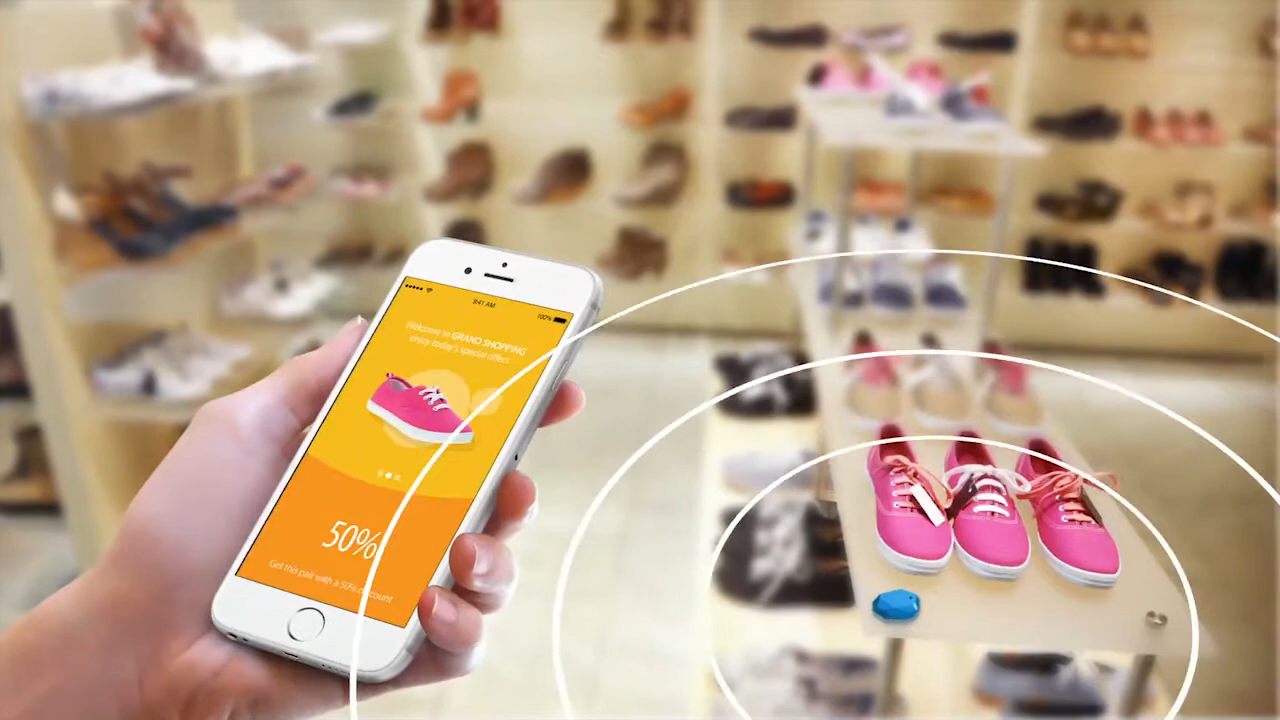 9:41 AM
100%
Welcome to GRAND SHOPPING
enjoy today's special offers
50%
Get this pair with a 50% discount